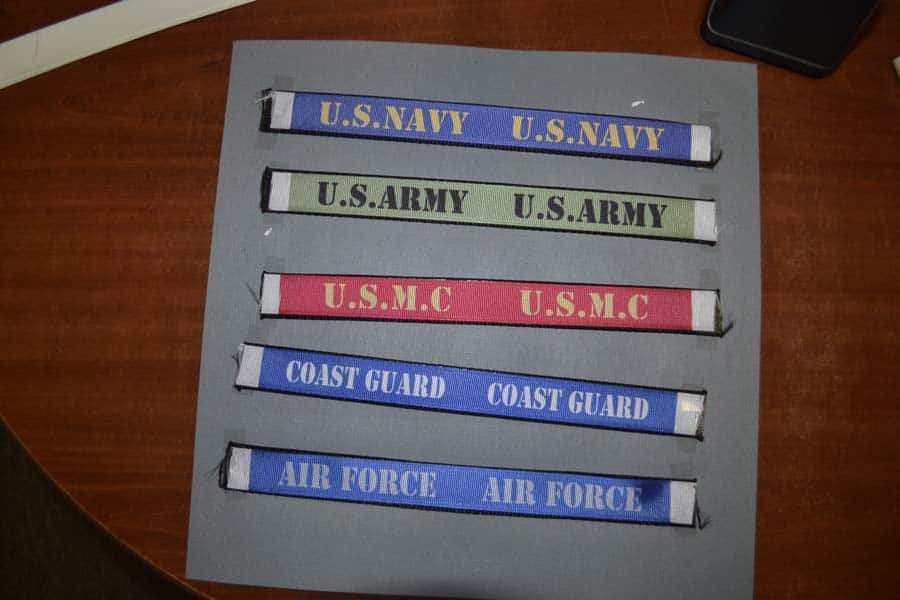 U.S.NAVY U.S.NAVY
U.S.ARMY U.S.ARMY
U.S.M.C U.S.M.C
COAST GUARD COAST GUARD
AIR FORCE AIR FORCE